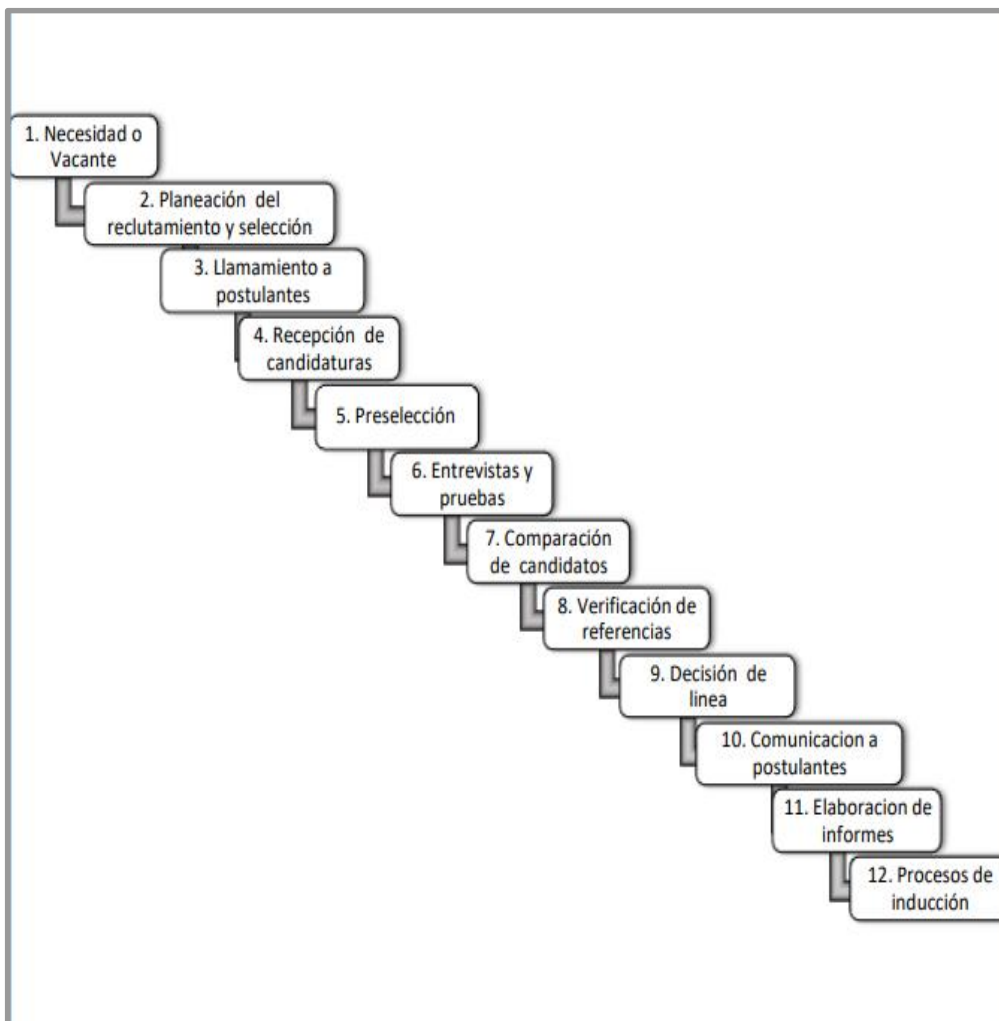 1. Necesidad o
Vacante
2. Planeación del
reclutamiento y selección
3. Llamamiento a
postulantes
4. Recepción de
candidaturas
5. Preselección
6. Entrevistas y
pruebas
7. Comparación
de candidatos
8. Verificación de
referencias
9. Decisión de
linea
10. Comunicacion a
postulantes
11. Elaboracion de
informes
12. Procesos de
inducción